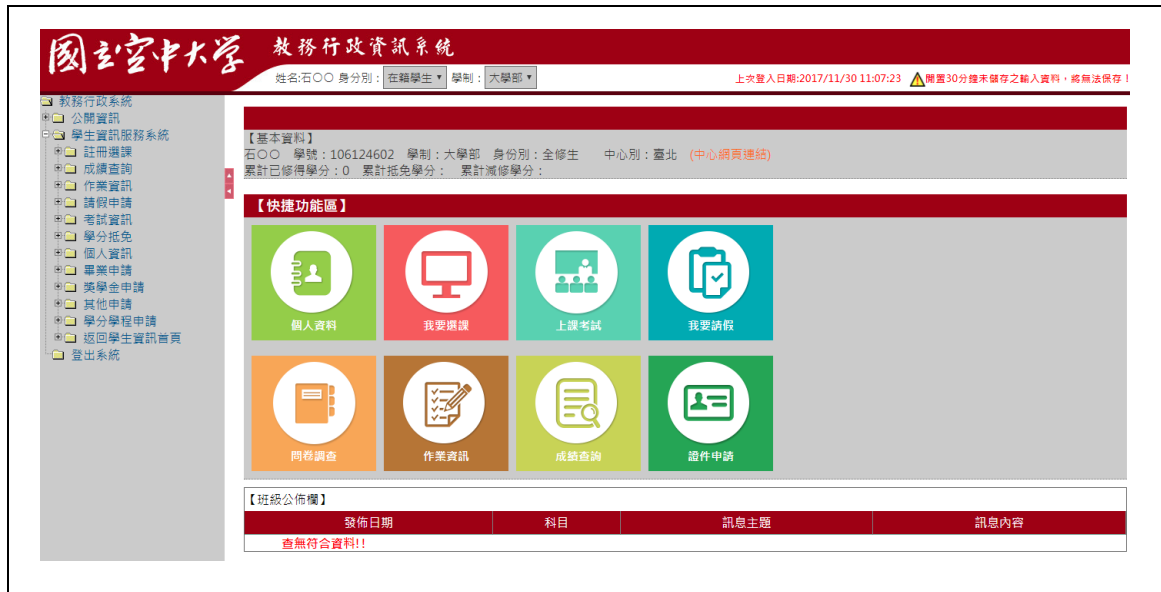 國立空中大学 教務行政資訊系統
姓名:石〇〇 身分別：在籍學生 學制：大學部 上次登入日期:2017/11/30 11:07:23 閒置30分鐘未儲存之輸入資料，將無法保存！
教務行政系統
公開資訊
學生資訊服務系統
註冊選課
成績查詢
作業資訊
請假申請
考試資訊
學分抵免
個人資訊
畢業申請
獎學金申請
其他申請
學分學程申請
返回學生資訊首頁
登出系統
【基本資料】
石〇〇 學號：106124602 學制：大學部 身份別：全修生 中心別：臺北 (中心網頁連結)
累計已修得學分：0 累計抵免學分： 累計減修學分：
【快捷功能區】
個人資料 我要選課 上課考試 我要請假
問卷調查 作業資訊 成績查詢 證件申請
【班級公佈欄】
發佈日期 科目 訊息主題 訊息內容
查無符合資料!!